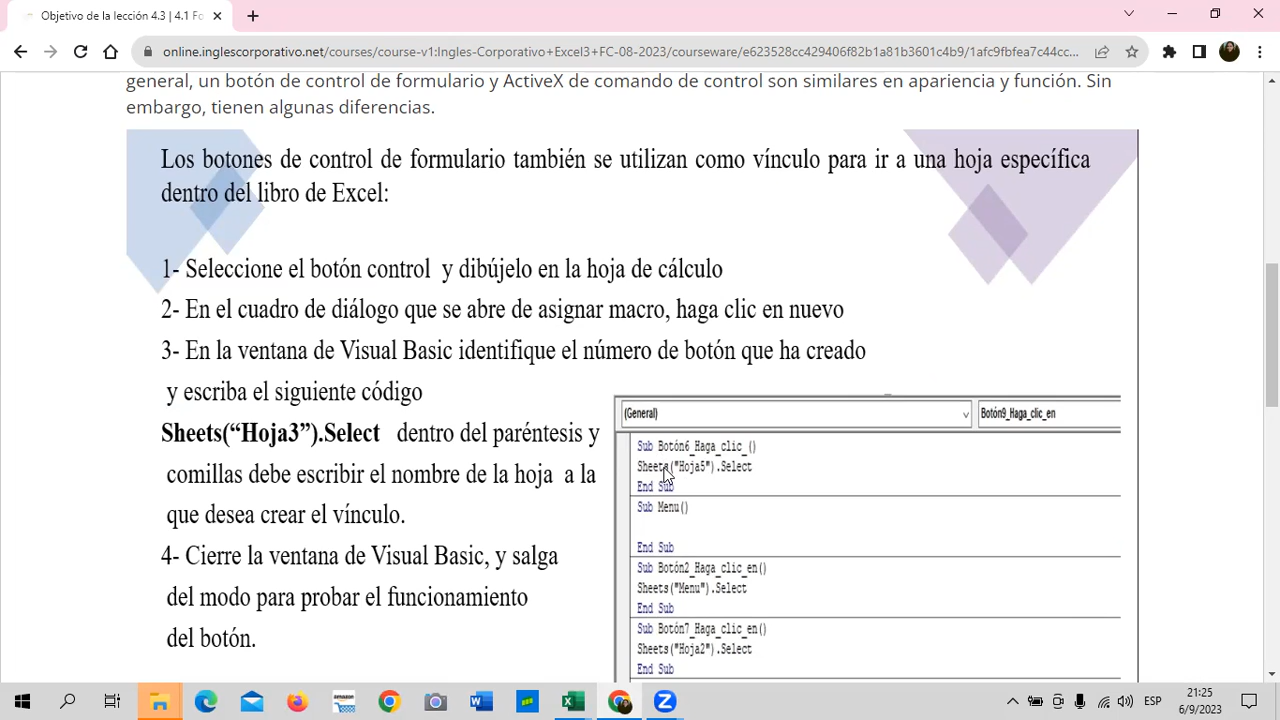 Objetivo de la lección 4.3 | 4.1 Fo
online.inglescorporativo.net/courses/course-v1:Ingles-Corporativo+Excel3+FC-08-2023/courseware/e623528cc429406f82b1a81b3601c4b9/1afc9fbfea7c44cc...
general, un botón de control de formulario y ActiveX de comando de control son similares en apariencia y función. Sin
embargo, tienen algunas diferencias.
Los botones de control de formulario también se utilizan como vínculo para ir a una hoja específica
dentro del libro de Excel:
1- Seleccione el botón control y dibújelo en la hoja de cálculo
2- En el cuadro de diálogo que se abre de asignar macro, haga clic en nuevo
3- En la ventana de Visual Basic identifique el número de botón que ha creado
y escriba el siguiente código
Sheets(“Hoja3”).Select dentro del paréntesis y
comillas debe escribir el nombre de la hoja a la
que desea crear el vínculo.
4- Cierre la ventana de Visual Basic, y salga
del modo para probar el funcionamiento
del botón.
(General)
Botón9_Haga_clic_en
Sub Botón6_Haga_clic_()
Sheets("Hoja5").Select
End Sub
Sub Menu()
End Sub
Sub Botón2_Haga_clic_en()
Sheets("Menu").Select
End Sub
Sub Botón7_Haga_clic_en()
Sheets("Hoja2").Select
End Sub
amazon
ESP
21:25
6/9/2023